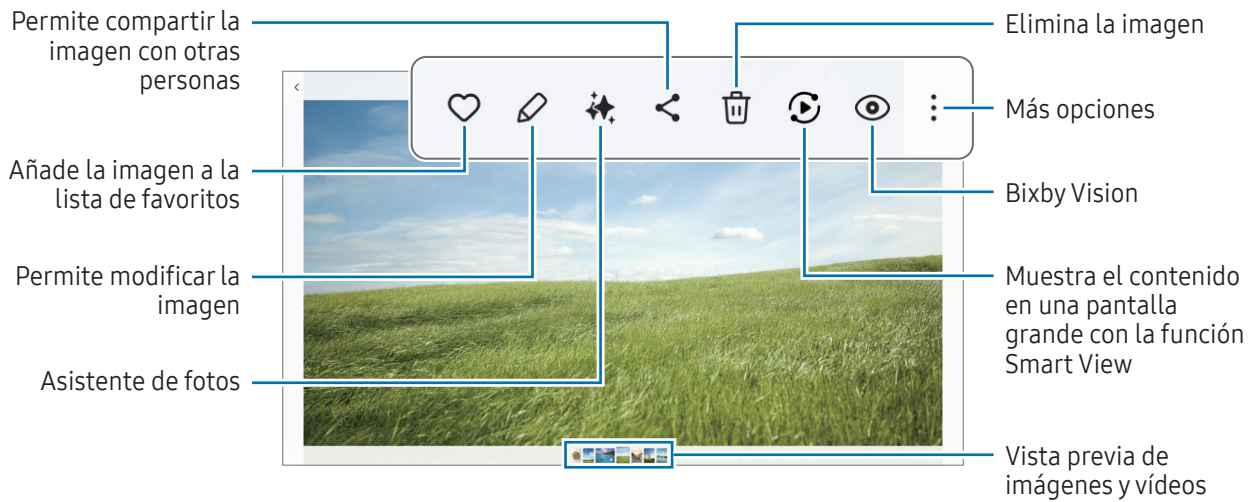 Permite compartir la
imagen con otras
personas
Añade la imagen a la
lista de favoritos
Permite modificar la
imagen
Asistente de fotos
Elimina la imagen
Más opciones
Bixby Vision
Muestra el contenido
en una pantalla
grande con la función
Smart View
Vista previa de
imágenes y vídeos